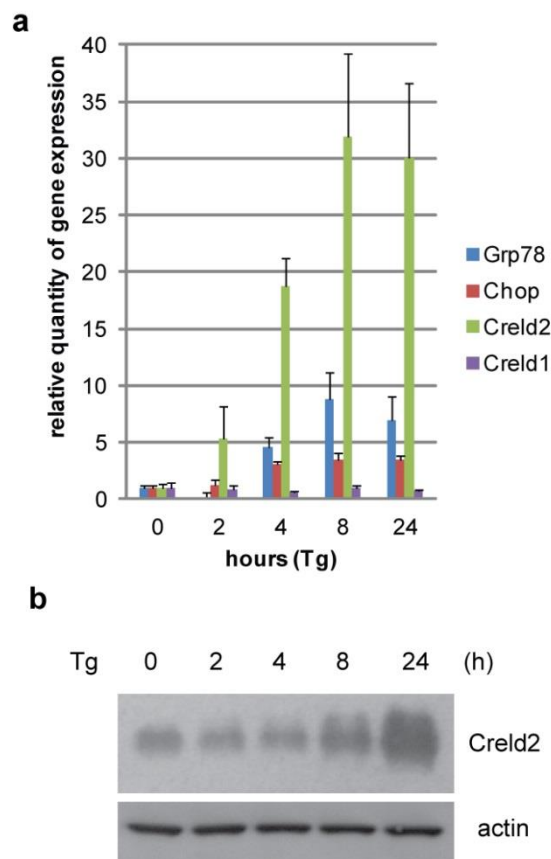 a
relative quantity of gene expression
40
35
30
25
20
15
10
5
0
0 2 4 8 24
hours (Tg)
Grp78
Chop
Creld2
Creld1
b
Tg 0 2 4 8 24 (h)
Creld2
actin